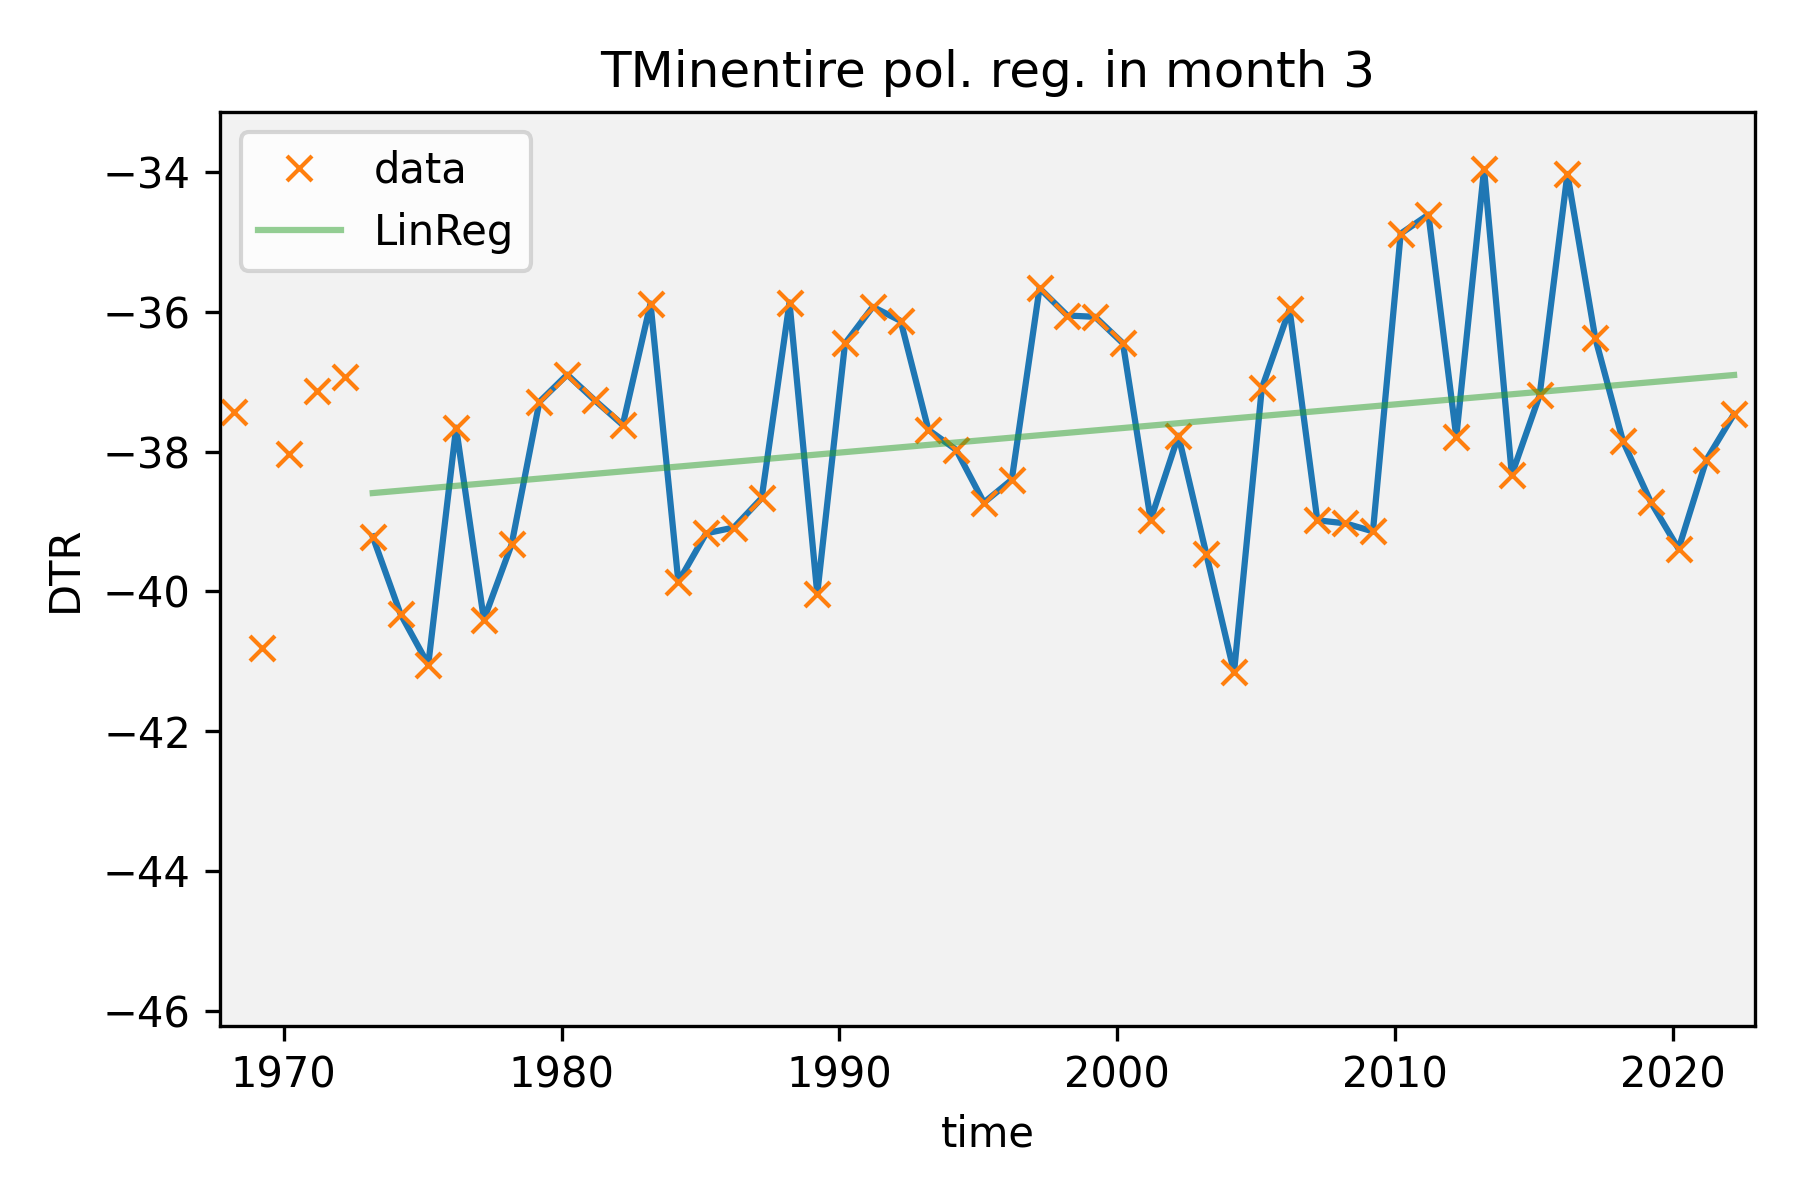 TMinentire pol. reg. in month 3
data
LinReg
−34
−36
−38
−40
−42
−44
−46
DTR
1970 1980 1990 2000 2010 2020
time